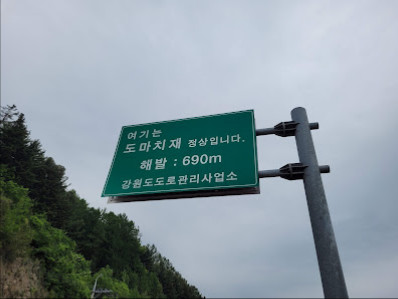 여기는
도마치재 정상입니다.
해발 : 690m
강원도도로관리사업소